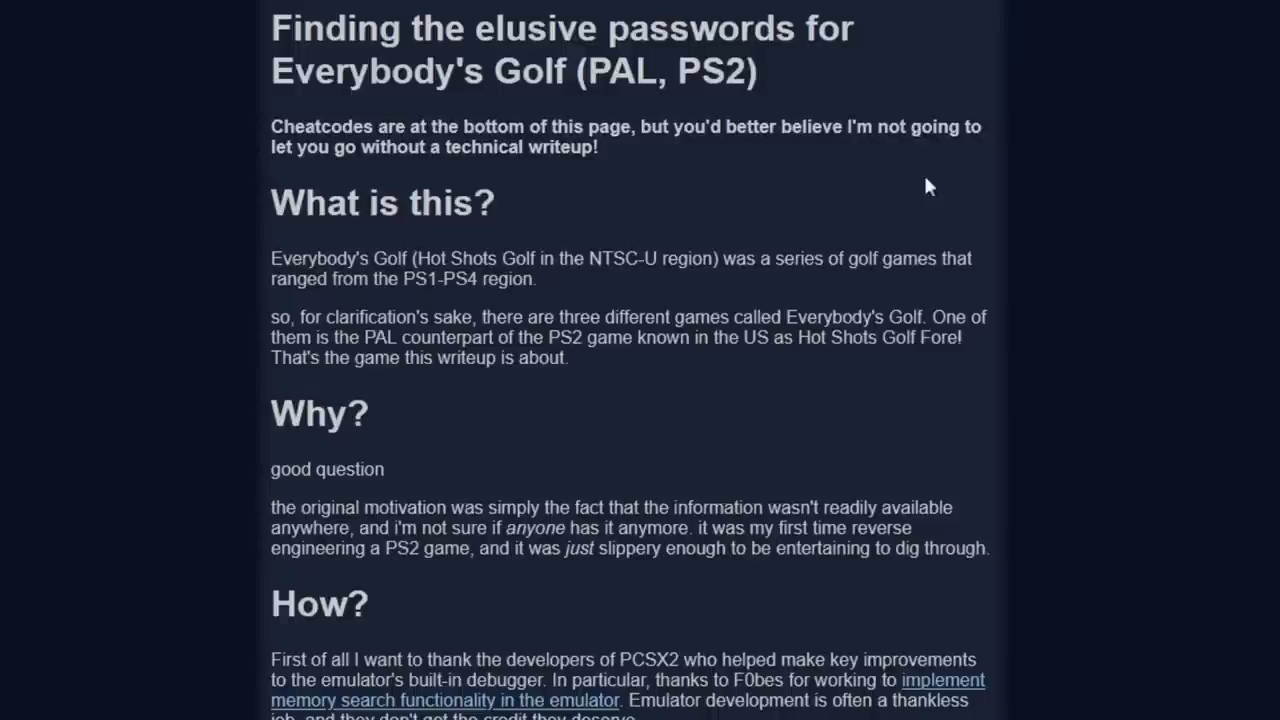 Finding the elusive passwords for
Everybody's Golf (PAL, PS2)
Cheatcodes are at the bottom of this page, but you'd better believe I'm not going to
let you go without a technical writeup!
What is this?
Everybody's Golf (Hot Shots Golf in the NTSC-U region) was a series of golf games that
ranged from the PS1-PS4 region.
so, for clarification's sake, there are three different games called Everybody's Golf. One of
them is the PAL counterpart of the PS2 game known in the US as Hot Shots Golf Fore!
That's the game this writeup is about.
Why?
good question
the original motivation was simply the fact that the information wasn't readily available
anywhere, and i'm not sure if anyone has it anymore. it was my first time reverse
engineering a PS2 game, and it was just slippery enough to be entertaining to dig through.
How?
First of all I want to thank the developers of PCSX2 who helped make key improvements
to the emulator's built-in debugger. In particular, thanks to F0bes for working to implement
memory search functionality in the emulator. Emulator development is often a thankless
job, and they don't get the credit they deserve.